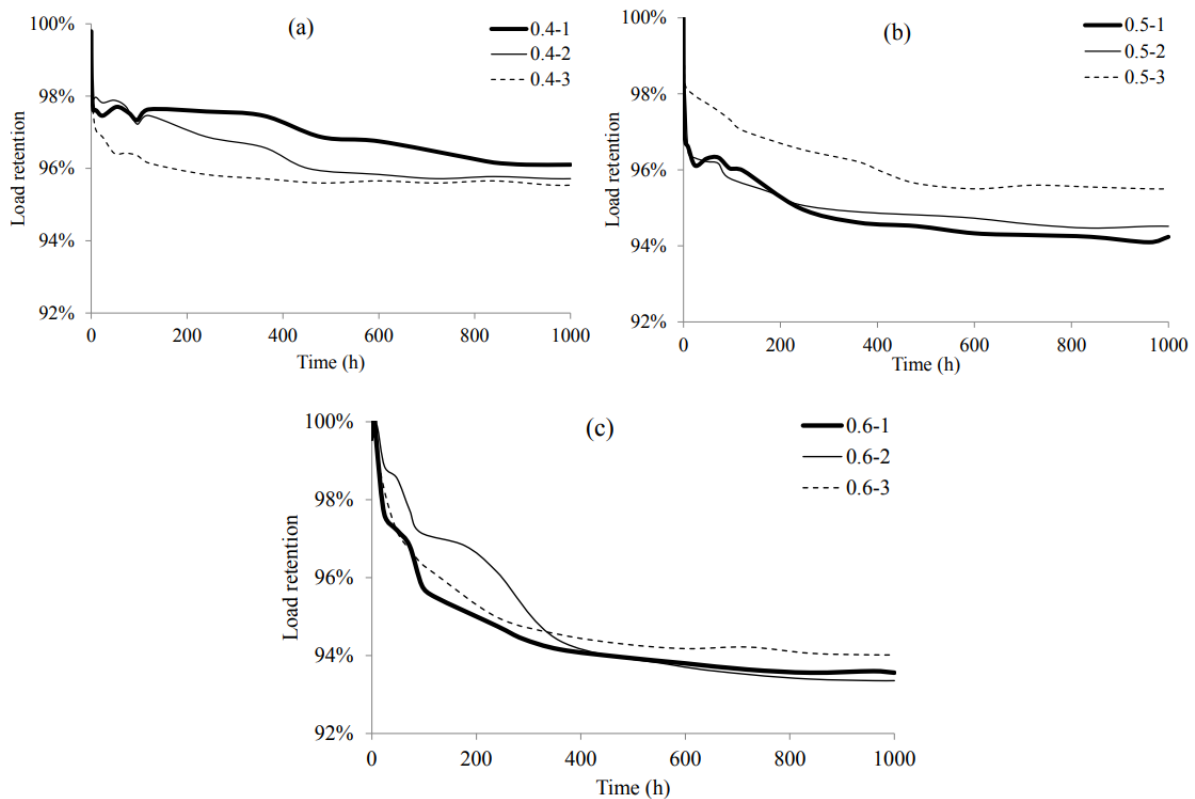 (a)
100%
98%
96%
94%
92%
Load retention
0.4-1
0.4-2
0.4-3
0 200 400 600 800 1000
Time (h)
(b)
100%
98%
96%
94%
92%
Load retention
0.5-1
0.5-2
0.5-3
0 200 400 600 800 1000
Time (h)
(c)
100%
98%
96%
94%
92%
Load retention
0.6-1
0.6-2
0.6-3
0 200 400 600 800 1000
Time (h)